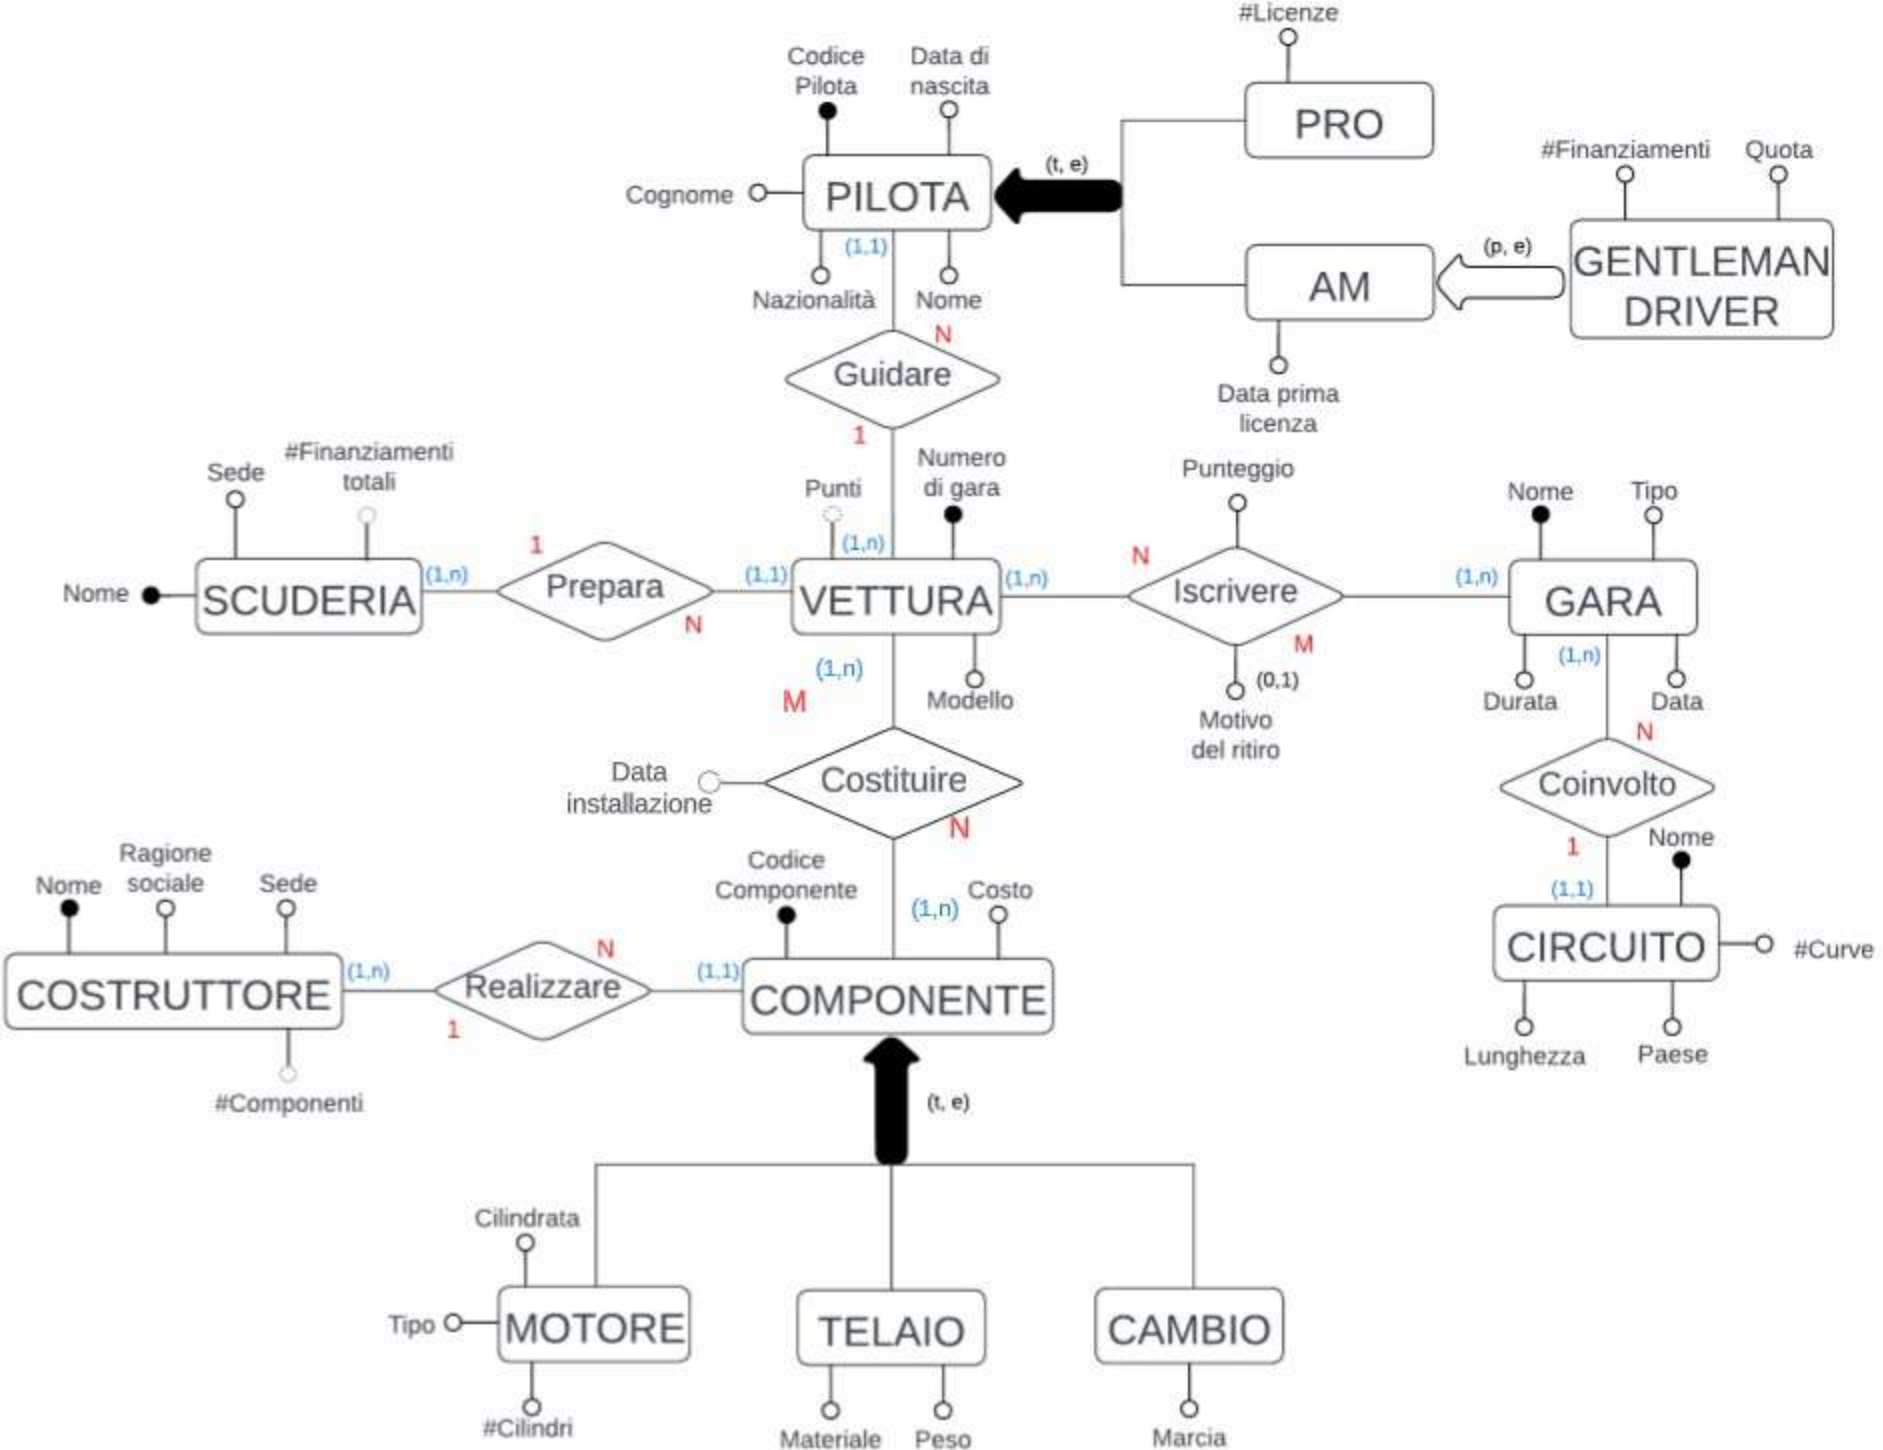 #Licenze
Codice
Pilota
Data di
nascita
PRO
(t, e)
#Finanziamenti
Quota
Cognome
PILOTA
(1,1)
(p, e)
AM
GENTLEMAN
DRIVER
Nazionalità
Nome
N
Guidare
Data prima
licenza
1
Sede
#Finanziamenti
totali
Punti
Numero
di gara
Punteggio
Nome
Tipo
1
(1,n)
N
Nome
SCUDERIA
(1,n)
Prepara
(1,1)
VETTURA
(1,n)
Iscrivere
(1,n)
GARA
N
M
(1,n)
(1,n)
M
Modello
(0,1)
Motivo
del ritiro
Durata
Data
N
Data
installazione
Costituire
Coinvolto
N
1
Nome
Nome
Ragione
sociale
Sede
Codice
Componente
Costo
(1,n)
(1,1)
N
COSTRUTTORE
(1,n)
Realizzare
(1,1)
COMPONENTE
CIRCUITO
#Curve
1
Lunghezza
Paese
#Componenti
(t, e)
Cilindrata
Tipo
MOTORE
TELAIO
CAMBIO
#Cilindri
Materiale
Peso
Marcia